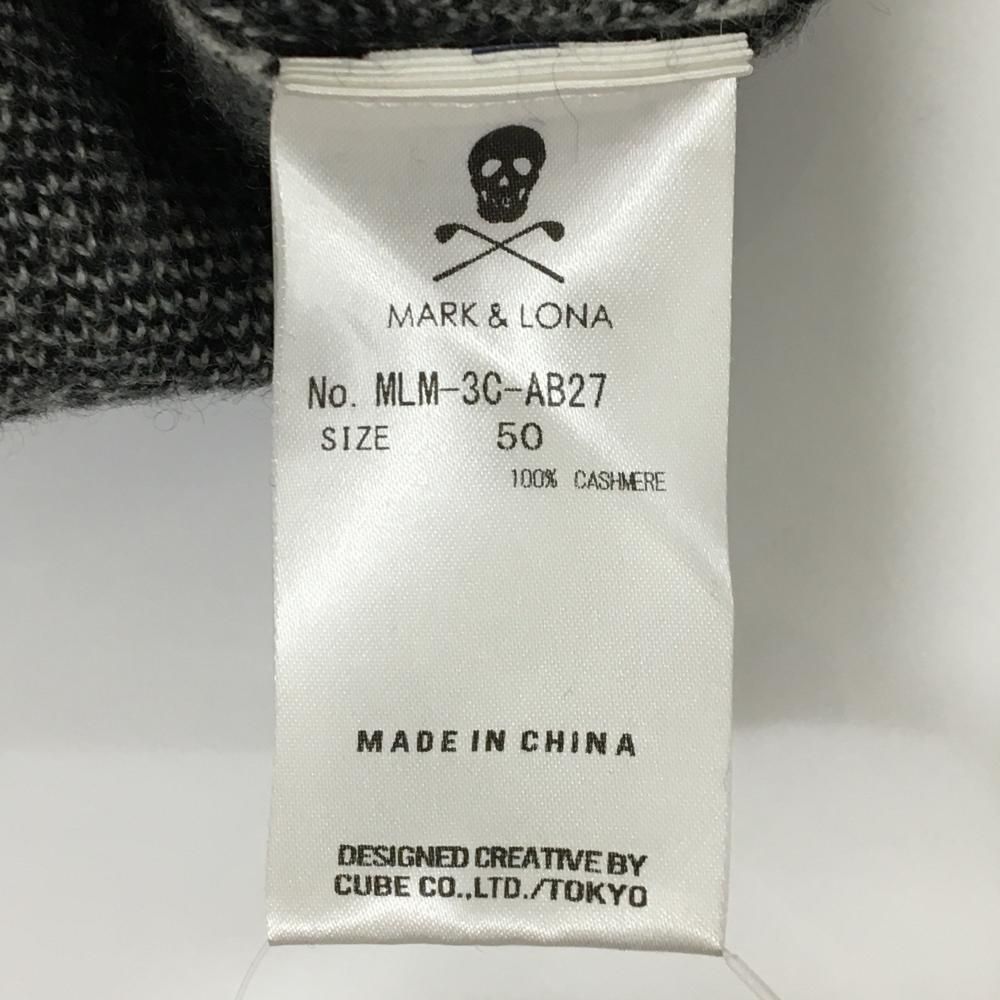 MARK & LONA
No. MLM-3C-AB27
SIZE 50
100% CASHMERE
MADE IN CHINA
DESIGNED CREATIVE BY
CUBE CO.,LTD./TOKYO